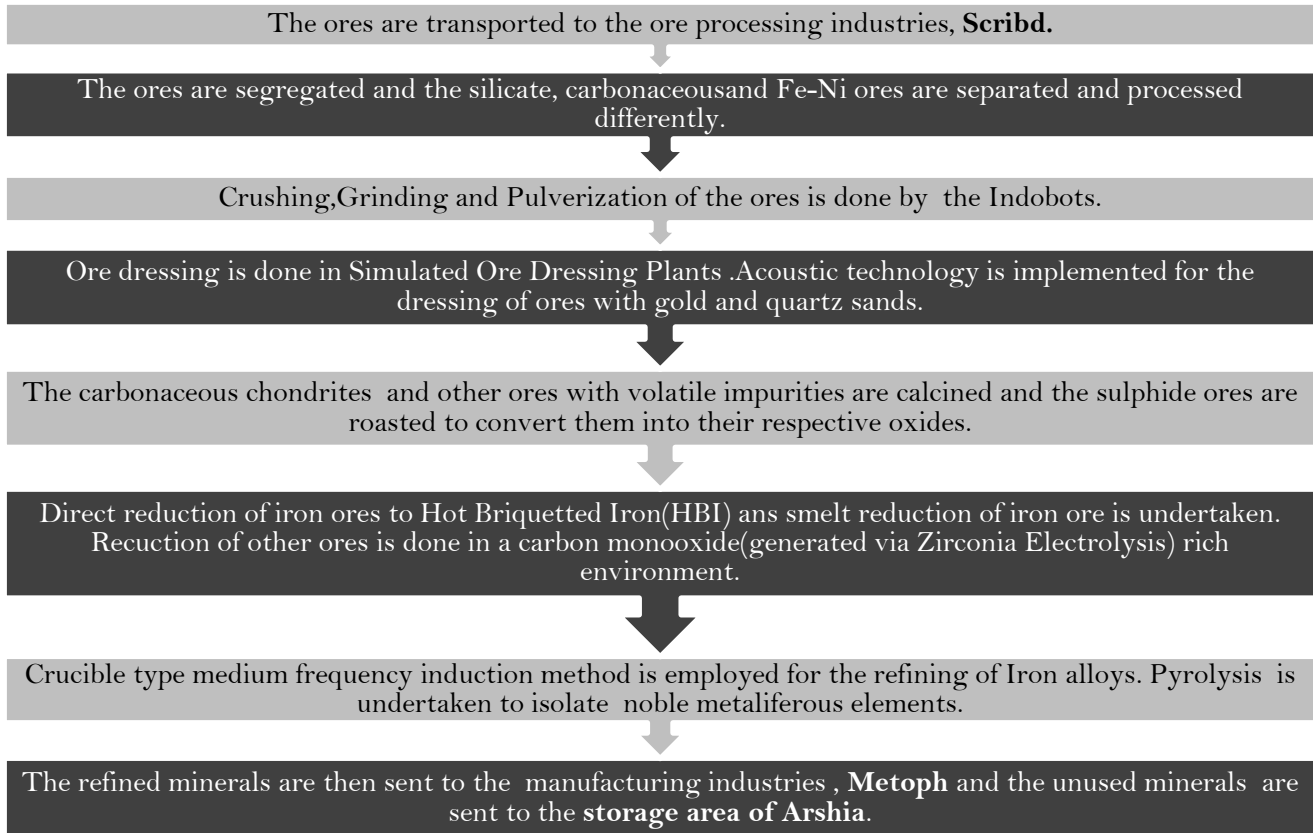 The ores are transported to the ore processing industries, Scribd.
The ores are segregated and the silicate, carbonaceousand Fe-Ni ores are separated and processed
differently.
Crushing,Grinding and Pulverization of the ores is done by the Indobots.
Ore dressing is done in Simulated Ore Dressing Plants .Acoustic technology is implemented for the
dressing of ores with gold and quartz sands.
The carbonaceous chondrites and other ores with volatile impurities are calcined and the sulphide ores are
roasted to convert them into their respective oxides.
Direct reduction of iron ores to Hot Briquetted Iron(HBI) ans smelt reduction of iron ore is undertaken.
Recuction of other ores is done in a carbon monooxide(generated via Zirconia Electrolysis) rich
environment.
Crucible type medium frequency induction method is employed for the refining of Iron alloys. Pyrolysis is
undertaken to isolate noble metaliferous elements.
The refined minerals are then sent to the manufacturing industries , Metoph and the unused minerals are
sent to the storage area of Arshia.